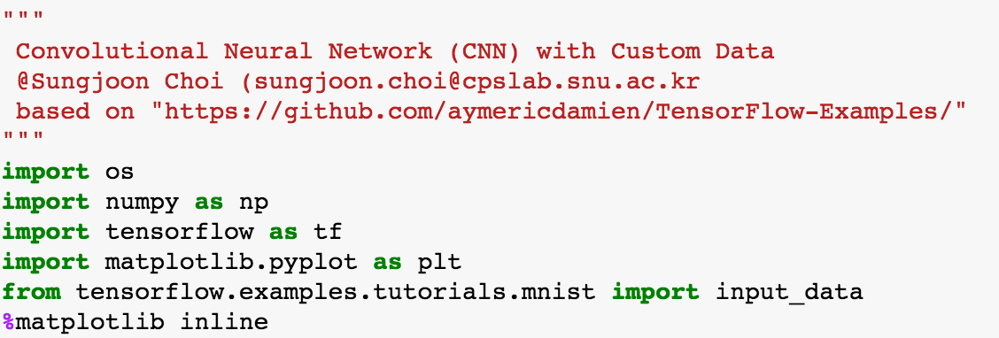 """
Convolutional Neural Network (CNN) with Custom Data
@Sungjoon Choi (sungjoon.choi@cpslab.snu.ac.kr
based on "https://github.com/aymericdamien/TensorFlow-Examples/"
"""
import os
import numpy as np
import tensorflow as tf
import matplotlib.pyplot as plt
from tensorflow.examples.tutorials.mnist import input_data
%matplotlib inline